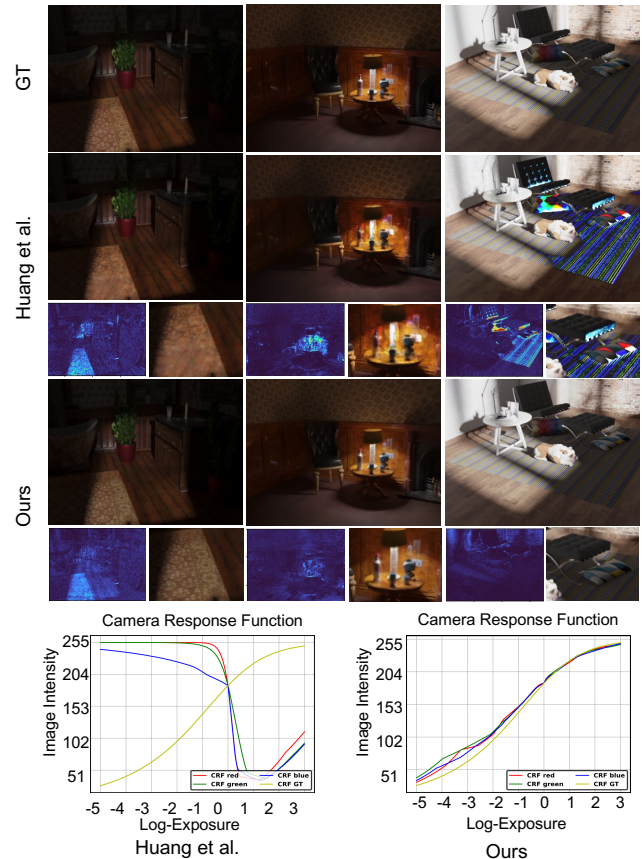 GT
Huang et al.
Ours
Camera Response Function
Image Intensity
255
204
153
102
51
-5 -4 -3 -2 -1 0 1 2 3
CRF red
CRF green
CRF blue
CRF GT
Log-Exposure
Huang et al.
Camera Response Function
Image Intensity
255
204
153
102
51
-5 -4 -3 -2 -1 0 1 2 3
CRF red
CRF green
CRF blue
CRF GT
Log-Exposure
Ours